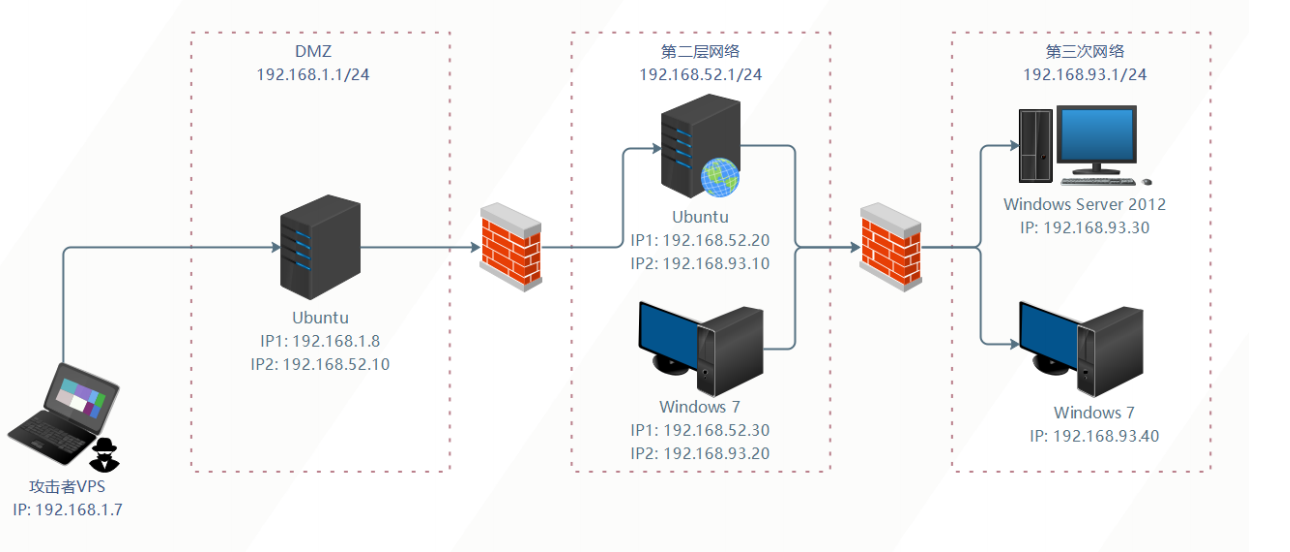 DMZ
192.168.1.1/24
Ubuntu
IP1: 192.168.1.8
IP2: 192.168.52.10
攻击者VPS
IP: 192.168.1.7
第二层网络
192.168.52.1/24
Ubuntu
IP1: 192.168.52.20
IP2: 192.168.93.10
Windows 7
IP1: 192.168.52.30
IP2: 192.168.93.20
第三次网络
192.168.93.1/24
Windows Server 2012
IP: 192.168.93.30
Windows 7
IP: 192.168.93.40